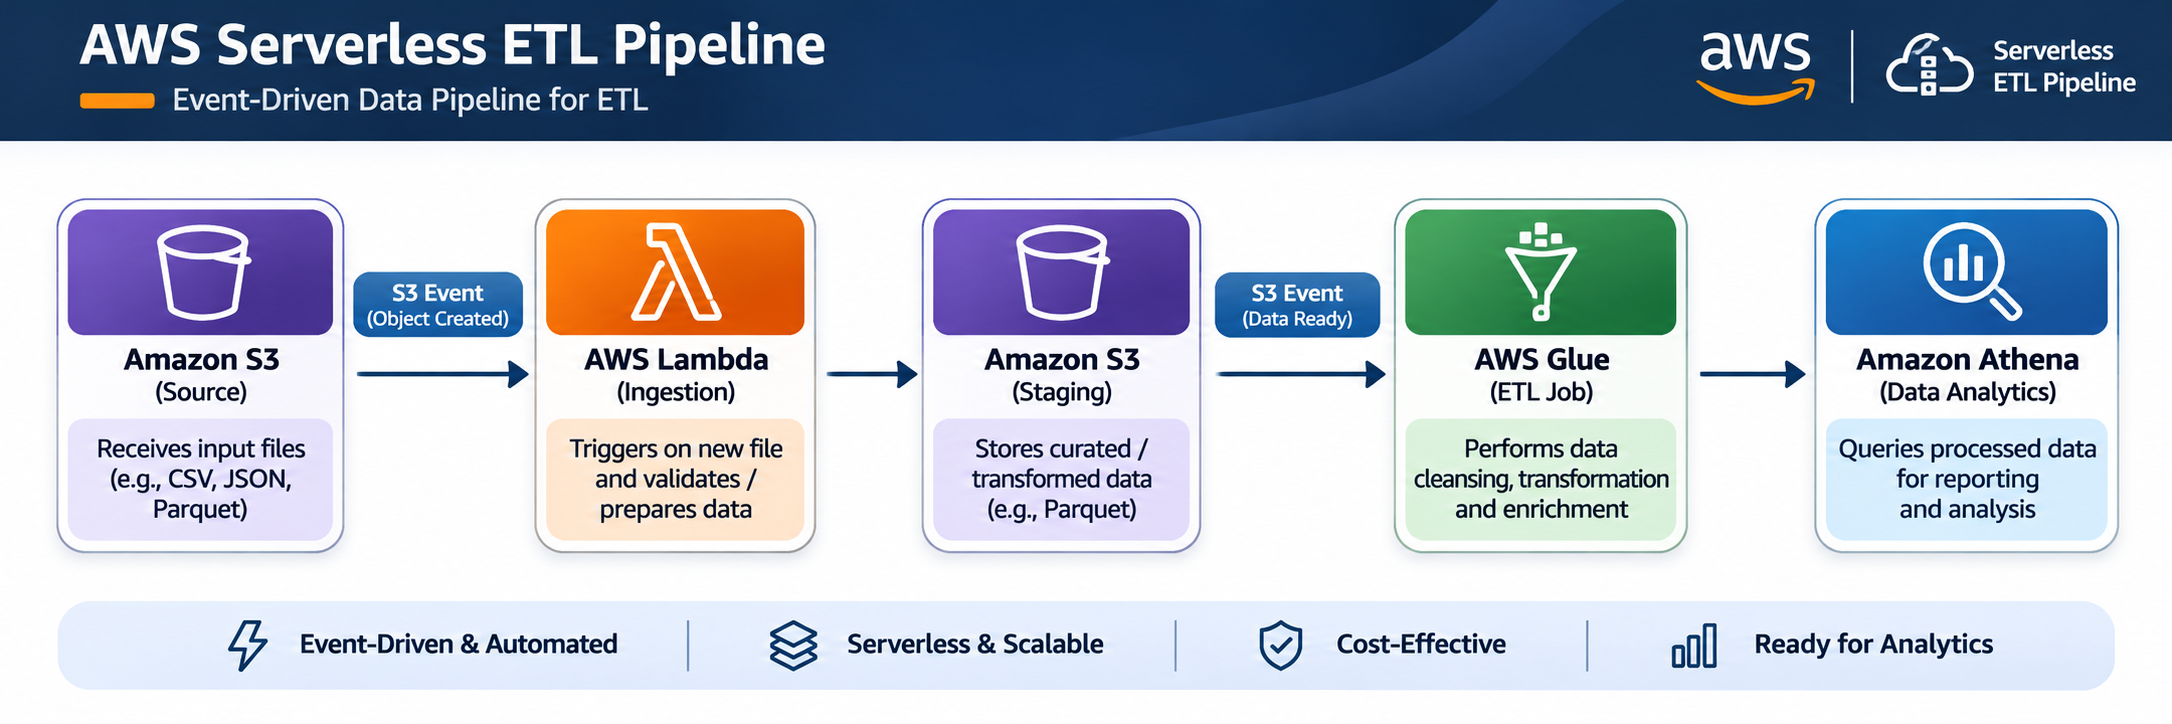 AWS Serverless ETL Pipeline
Event-Driven Data Pipeline for ETL
aws
Serverless
ETL Pipeline
Amazon S3
(Source)
Receives input files
(e.g., CSV, JSON,
Parquet)
S3 Event
(Object Created)
AWS Lambda
(Ingestion)
Triggers on new file
and validates /
prepares data
Amazon S3
(Staging)
Stores curated /
transformed data
(e.g., Parquet)
S3 Event
(Data Ready)
AWS Glue
(ETL Job)
Performs data
cleansing, transformation
and enrichment
Amazon Athena
(Data Analytics)
Queries processed data
for reporting
and analysis
Event-Driven & Automated
Serverless & Scalable
Cost-Effective
Ready for Analytics